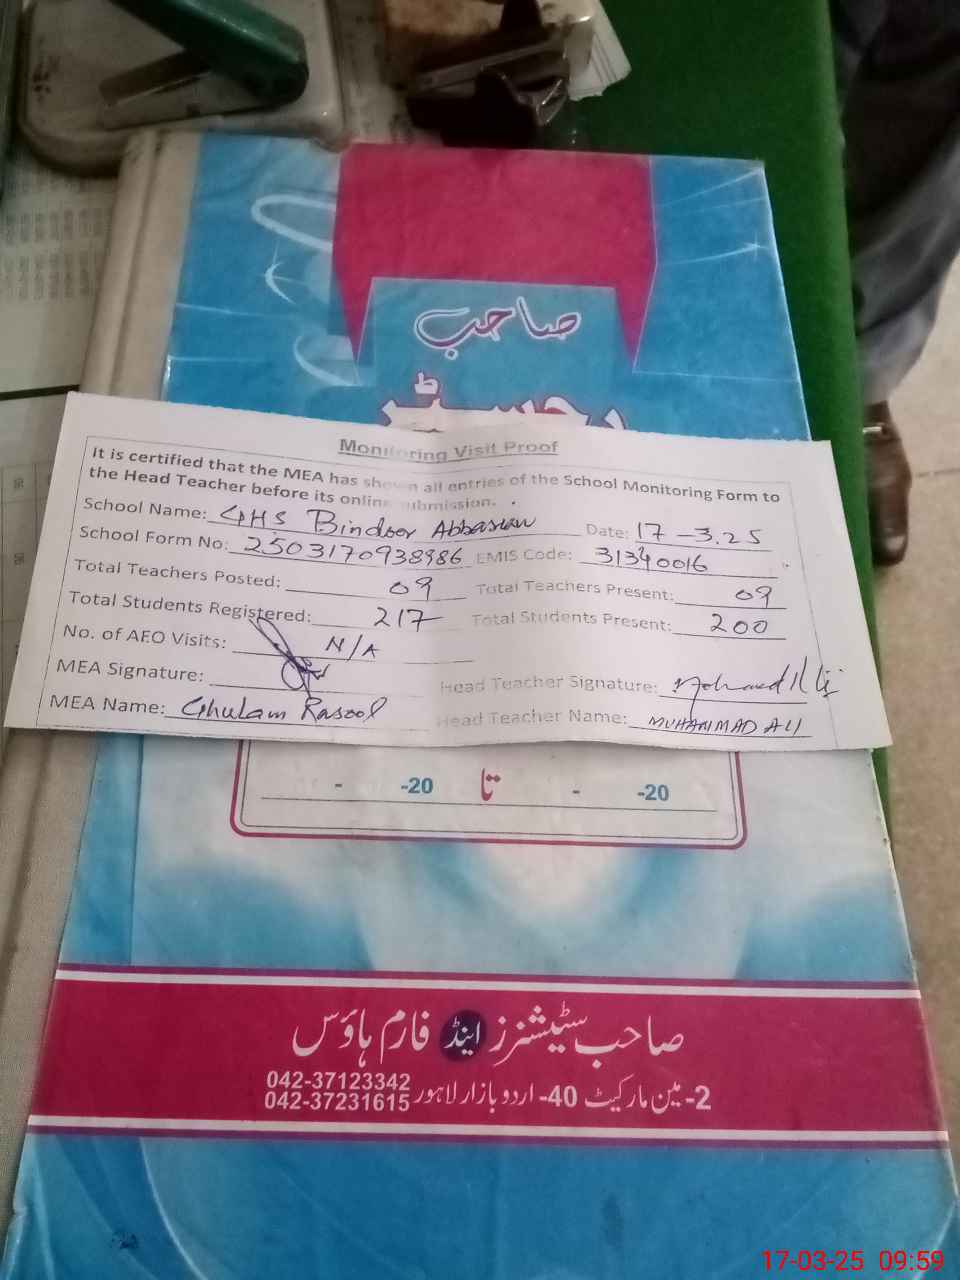 صاحب
رجسٹر
Monitoring Visit Proof
It is certified that the MEA has shown all entries of the School Monitoring Form to
the Head Teacher before its online submission.
School Name: GHS Bindoor Abbasian Date: 17-3.25
School Form No: 2503170938986 EMIS Code: 31340016
Total Teachers Posted: 09 Total Teachers Present: 09
Total Students Registered: 217 Total Students Present: 200
No. of AEO Visits: N/A
MEA Signature: Head Teacher Signature: Mohamad Ali
MEA Name: Ghulam Rasool Head Teacher Name: MUHAMMAD ALI
- -20 تا - -20
صاحب سٹیشنرز اینڈ فارم ہاؤس
2- مین مارکیٹ 40- اردو بازار لاہور 042-37123342
042-37231615
17-03-25 09:59